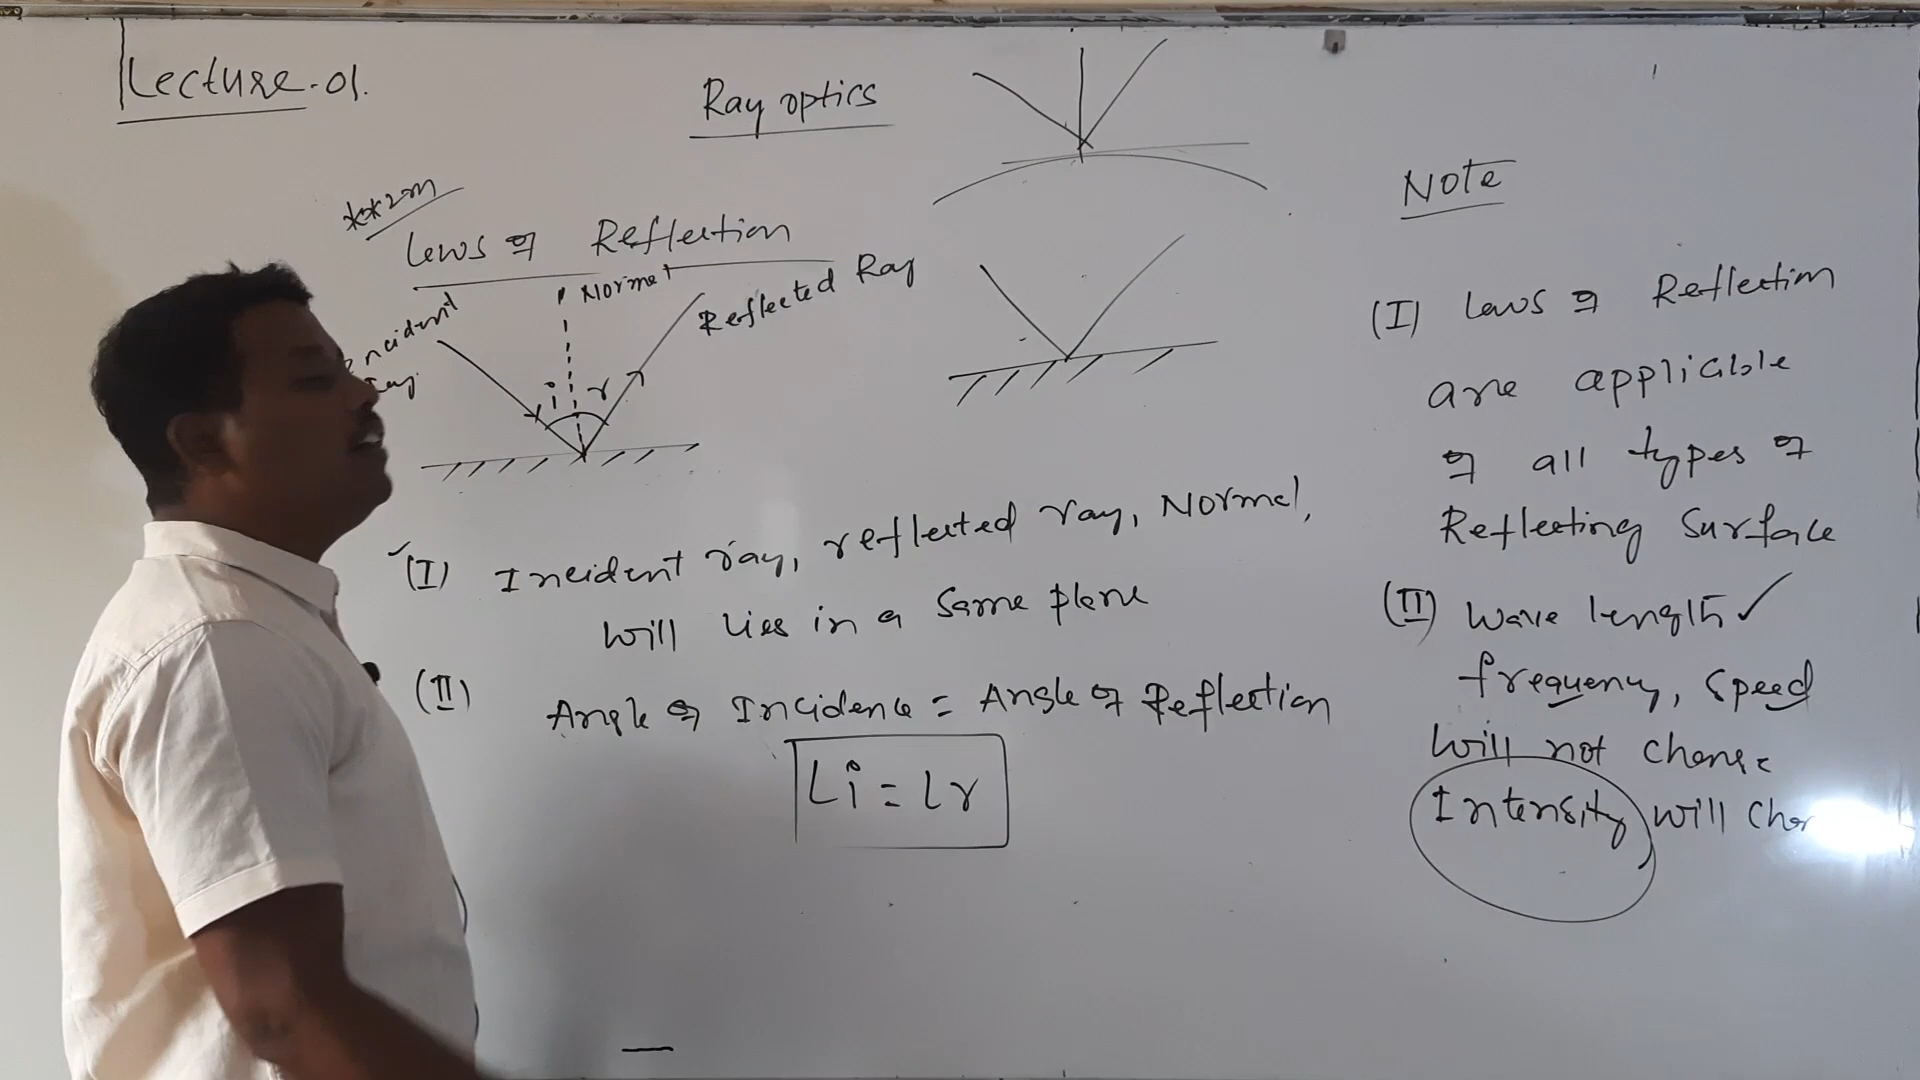 Lecture-01.
Ray optics
**2m
Laws of Reflection
Normal
Incident
Ray.
Reflected Ray
i r
(I) Incident ray, reflected ray, Normal,
will lies in a same plane
(II) Angle of Incidence = Angle of Reflection
∠i = ∠r
Note
(I) Laws of Reflection
are applicable
of all types of
Reflecting Surface
(II) Wave length ✓
frequency, speed
will not change
Intensity will